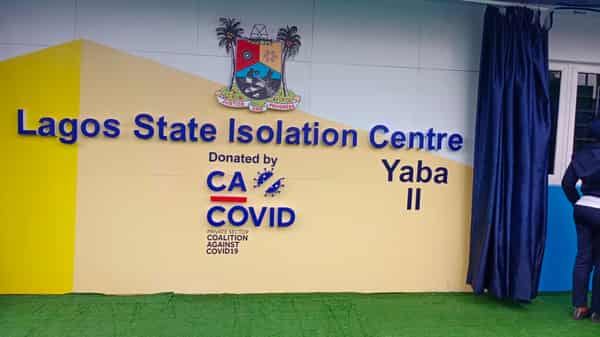 Lagos State Isolation Centre
Yaba
II
Donated by
CA
COVID
PRIVATE SECTOR
COALITION
AGAINST
COVID19